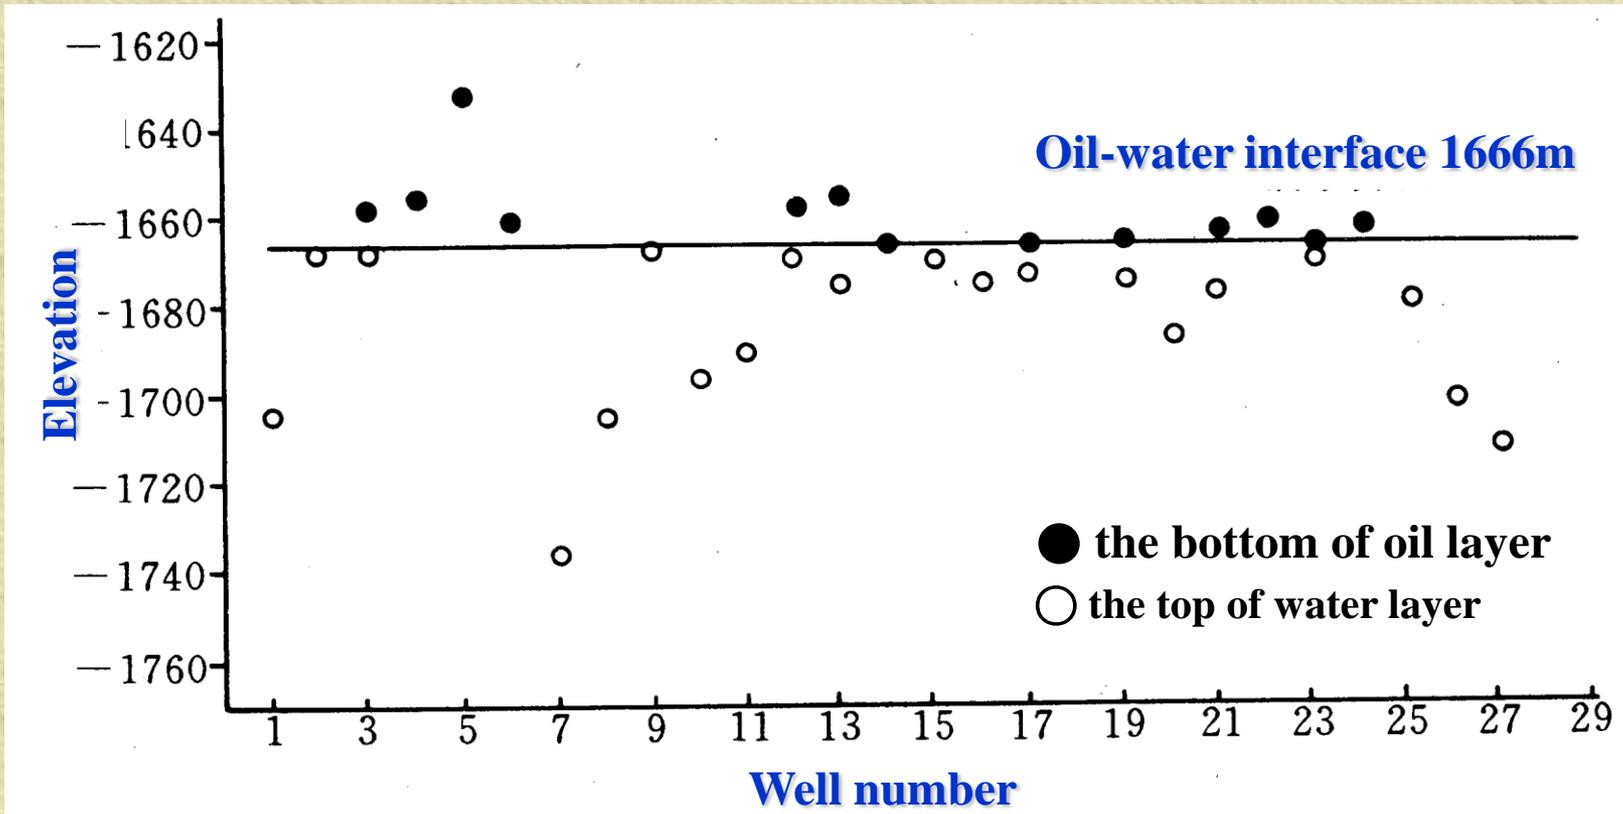 —1620
1640
—1660
-1680
-1700
—1720
—1740
—1760
Elevation
Oil-water interface 1666m
the bottom of oil layer
the top of water layer
1 3 5 7 9 11 13 15 17 19 21 23 25 27 29
Well number